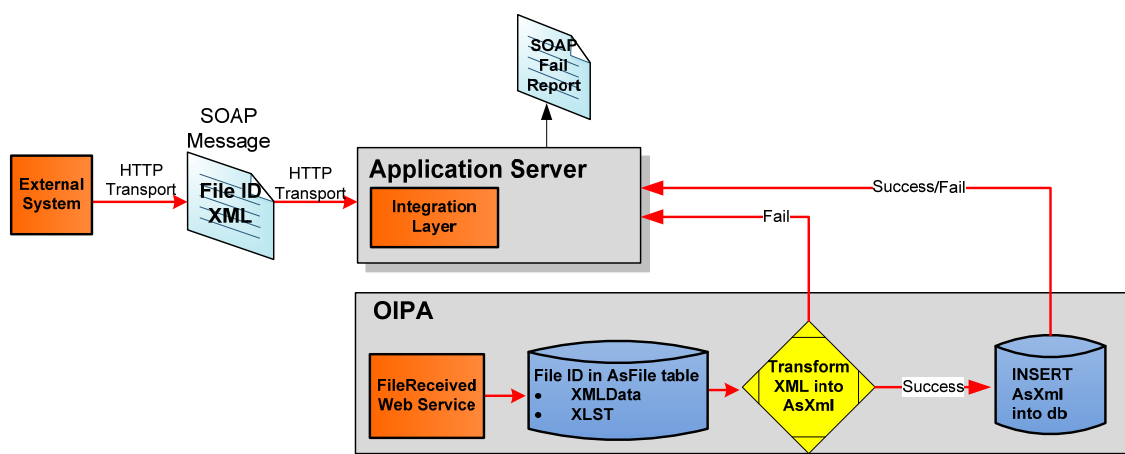 SOAP
Fail
Report
SOAP
Message
External
System
HTTP
Transport
File ID
XML
HTTP
Transport
Application Server
Integration
Layer
Success/Fail
Fail
OIPA
FileReceived
Web Service
File ID in AsFile table
• XMLData
• XLST
Transform
XML into
AsXml
Success
INSERT
AsXml
into db